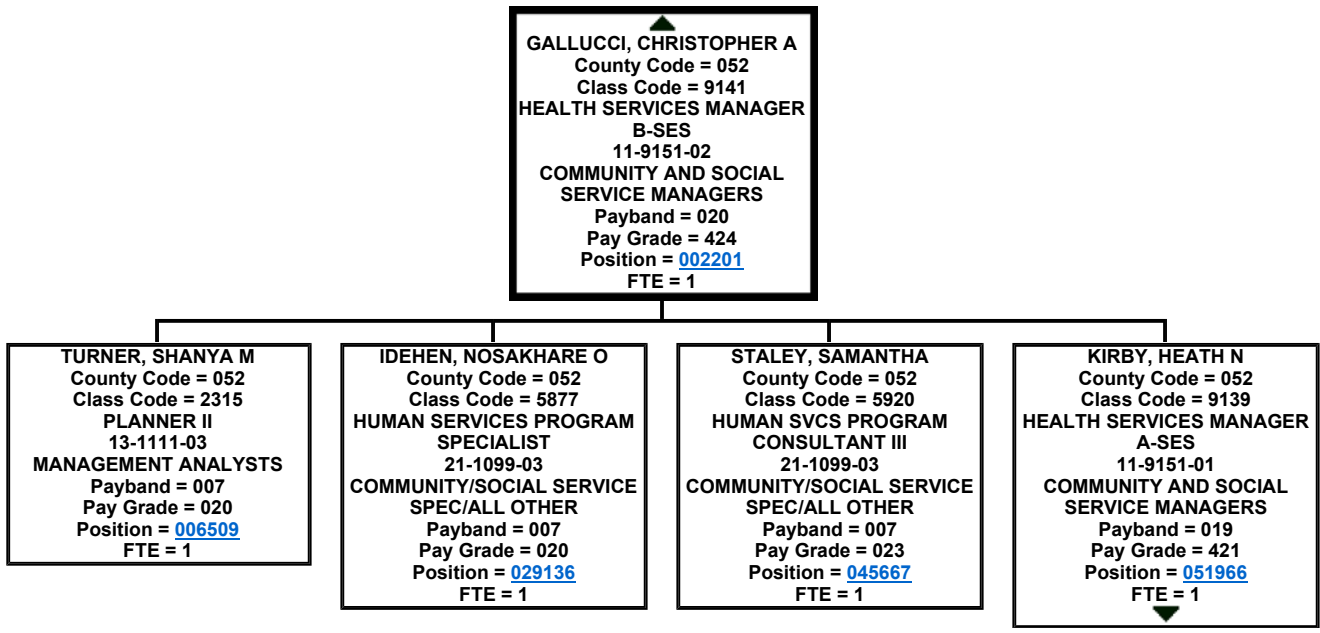 GALLUCCI, CHRISTOPHER A
County Code = 052
Class Code = 9141
HEALTH SERVICES MANAGER
B-SES
11-9151-02
COMMUNITY AND SOCIAL
SERVICE MANAGERS
Payband = 020
Pay Grade = 424
Position = 002201
FTE = 1
TURNER, SHANYA M
County Code = 052
Class Code = 2315
PLANNER II
13-1111-03
MANAGEMENT ANALYSTS
Payband = 007
Pay Grade = 020
Position = 006509
FTE = 1
IDEHEN, NOSAKHARE O
County Code = 052
Class Code = 5877
HUMAN SERVICES PROGRAM
SPECIALIST
21-1099-03
COMMUNITY/SOCIAL SERVICE
SPEC/ALL OTHER
Payband = 007
Pay Grade = 020
Position = 029136
FTE = 1
STALEY, SAMANTHA
County Code = 052
Class Code = 5920
HUMAN SVCS PROGRAM
CONSULTANT III
21-1099-03
COMMUNITY/SOCIAL SERVICE
SPEC/ALL OTHER
Payband = 007
Pay Grade = 023
Position = 045667
FTE = 1
KIRBY, HEATH N
County Code = 052
Class Code = 9139
HEALTH SERVICES MANAGER
A-SES
11-9151-01
COMMUNITY AND SOCIAL
SERVICE MANAGERS
Payband = 019
Pay Grade = 421
Position = 051966
FTE = 1